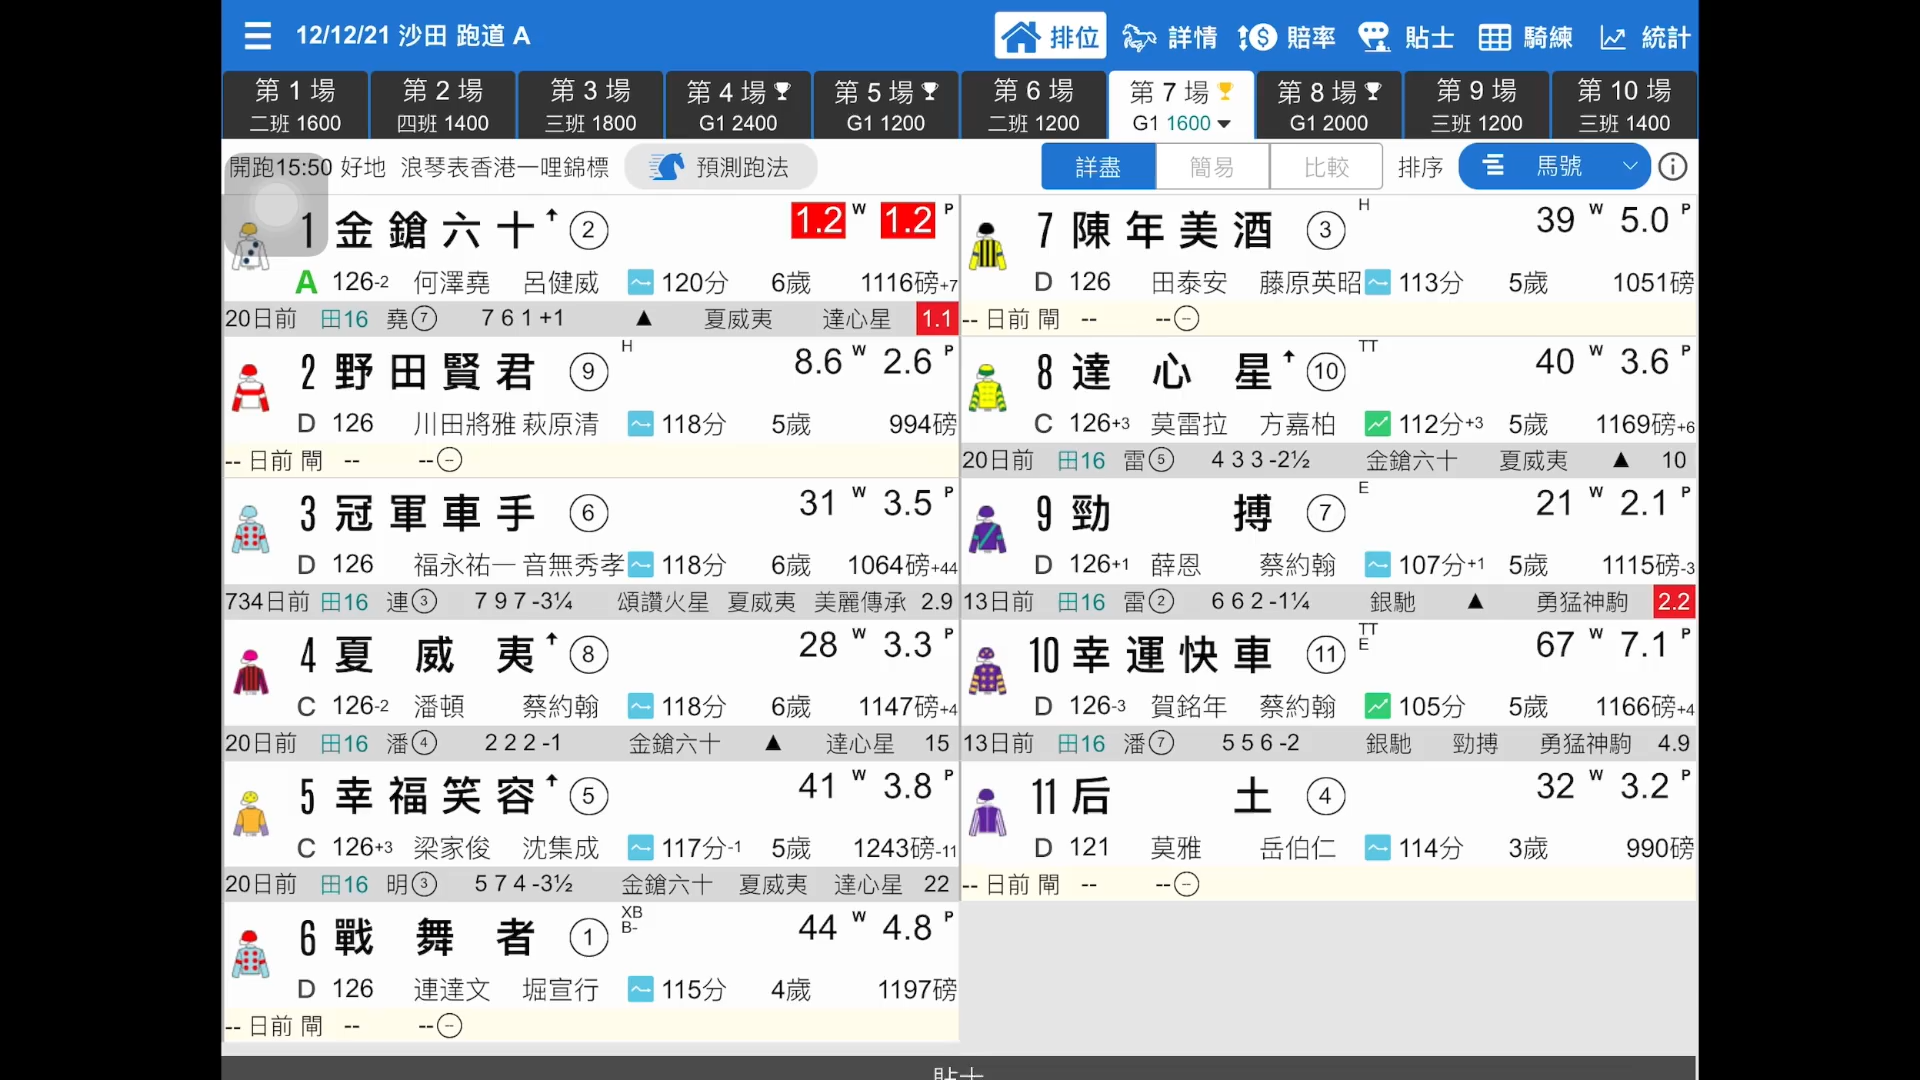 12/12/21 沙田 跑道 A
排位 詳情 賠率 貼士 騎練 統計
第 1 場 第 2 場 第 3 場 第 4 場 第 5 場 第 6 場 第 7 場 第 8 場 第 9 場 第 10 場
二班 1600 四班 1400 三班 1800 G1 2400 G1 1200 二班 1200 G1 1600 G1 2000 三班 1200 三班 1400
開跑15:50 好地 浪琴表香港一哩錦標 預測跑法 詳盡 簡易 比較 排序 馬號
1 金鎗六十 2 1.2 W 1.2 P
A 126-2 何澤堯 呂健威 120分 6歲 1116磅+7
20日前 田16 堯7 7 6 1 +1 ▲ 夏威夷 達心星 1.1
2 野田賢君 9 H 8.6 W 2.6 P
D 126 川田將雅 萩原清 118分 5歲 994磅
-- 日前 閘 -- -- -
3 冠軍車手 6 31 W 3.5 P
D 126 福永祐一 音無秀孝 118分 6歲 1064磅+44
734日前 田16 連3 7 9 7 -3¼ 頌讚火星 夏威夷 美麗傳承 2.9
4 夏威夷 8 28 W 3.3 P
C 126-2 潘頓 蔡約翰 118分 6歲 1147磅+4
20日前 田16 潘4 2 2 2 -1 金鎗六十 ▲ 達心星 15
5 幸福笑容 5 41 W 3.8 P
C 126+3 梁家俊 沈集成 117分-1 5歲 1243磅-11
20日前 田16 明3 5 7 4 -3½ 金鎗六十 夏威夷 達心星 22
6 戰舞者 1 XB B- 44 W 4.8 P
D 126 連達文 堀宣行 115分 4歲 1197磅
-- 日前 閘 -- -- -
7 陳年美酒 3 H 39 W 5.0 P
D 126 田泰安 藤原英昭 113分 5歲 1051磅
-- 日前 閘 -- -- -
8 達心星 10 TT 40 W 3.6 P
C 126+3 莫雷拉 方嘉柏 112分+3 5歲 1169磅+6
20日前 田16 雷5 4 3 3 -2½ 金鎗六十 夏威夷 ▲ 10
9 勁搏 7 E 21 W 2.1 P
D 126+1 薛恩 蔡約翰 107分+1 5歲 1115磅-3
13日前 田16 雷2 6 6 2 -1¼ 銀馳 ▲ 勇猛神駒 2.2
10 幸運快車 11 TT E 67 W 7.1 P
D 126-3 賀銘年 蔡約翰 105分 5歲 1166磅+4
13日前 田16 潘7 5 5 6 -2 銀馳 勁搏 勇猛神駒 4.9
11 后土 4 32 W 3.2 P
D 121 莫雅 岳伯仁 114分 3歲 990磅
-- 日前 閘 -- -- -
貼士